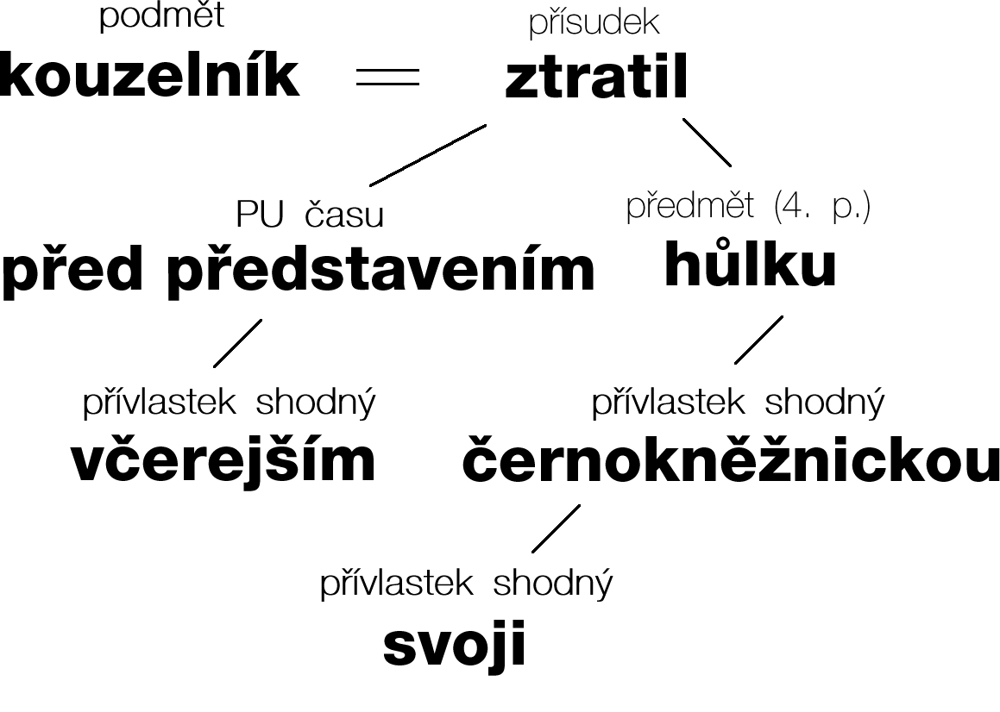 podmět přísudek
kouzelník = ztratil
PU času předmět (4. p.)
před představením hůlku
přívlastek shodný přívlastek shodný
včerejším černokněžnickou
přívlastek shodný
svoji